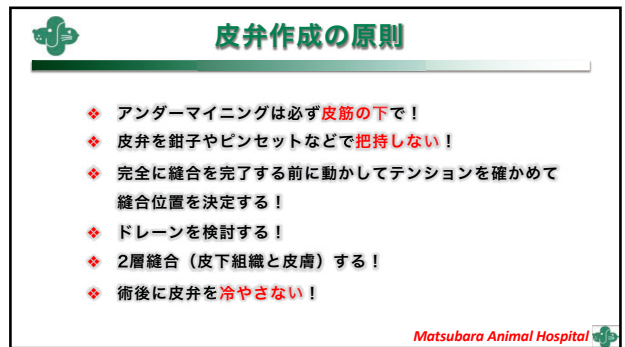 皮弁作成の原則
❖ アンダーマイニングは必ず皮筋の下で！
❖ 皮弁を鉗子やピンセットなどで把持しない！
❖ 完全に縫合を完了する前に動かしてテンションを確かめて
縫合位置を決定する！
❖ ドレーンを検討する！
❖ 2層縫合（皮下組織と皮膚）する！
❖ 術後に皮弁を冷やさない！
Matsubara Animal Hospital